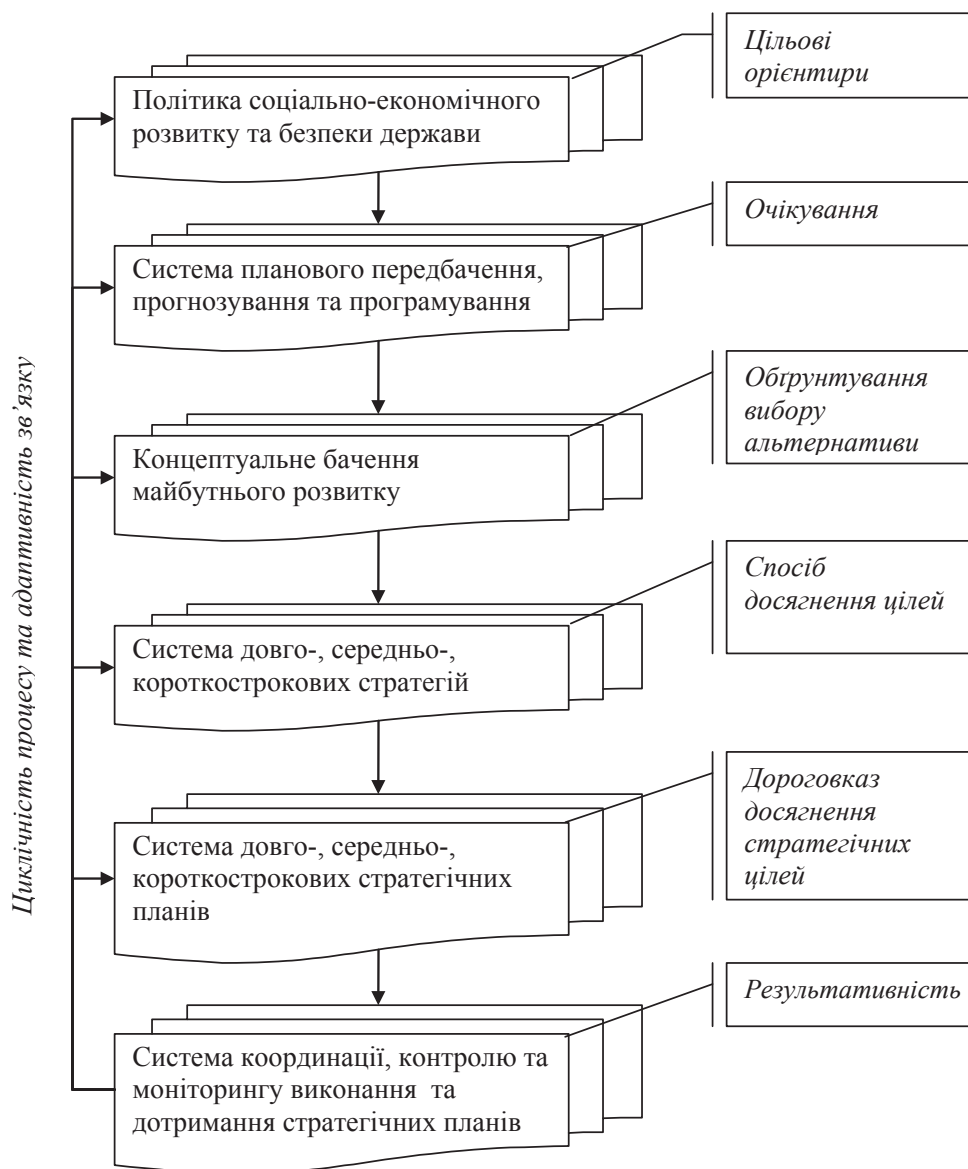 Цільові
орієнтири
Політика соціально-економічного
розвитку та безпеки держави
Очікування
Система планового передбачення,
прогнозування та програмування
Обґрунтування
вибору
альтернативи
Концептуальне бачення
майбутнього розвитку
Спосіб
досягнення цілей
Система довго-, середньо-,
короткострокових стратегій
Дороговказ
досягнення
стратегічних
цілей
Система довго-, середньо-,
короткострокових стратегічних
планів
Результативність
Система координації, контролю та
моніторингу виконання та
дотримання стратегічних планів
Циклічність процесу та адаптивність зв’язку